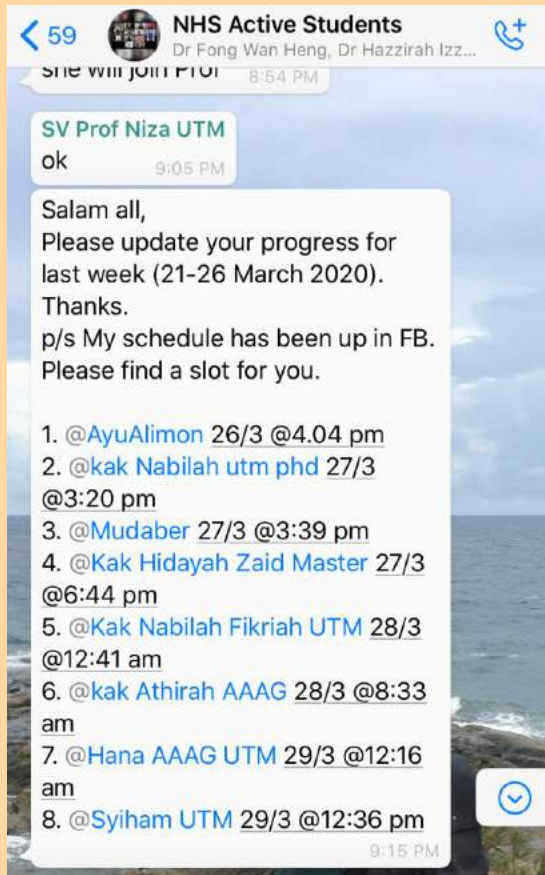 59
NHS Active Students
Dr Fong Wan Heng, Dr Hazzirah Izz...
she will join Prof
8:54 PM
SV Prof Niza UTM
ok
9:05 PM
Salam all,
Please update your progress for
last week (21-26 March 2020).
Thanks.
p/s My schedule has been up in FB.
Please find a slot for you.
1. @AyuAlimon 26/3 @4.04 pm
2. @kak Nabilah utm phd 27/3
@3:20 pm
3. @Mudaber 27/3 @3:39 pm
4. @Kak Hidayah Zaid Master 27/3
@6:44 pm
5. @Kak Nabilah Fikriah UTM 28/3
@12:41 am
6. @kak Athirah AAAG 28/3 @8:33
am
7. @Hana AAAG UTM 29/3 @12:16
am
8. @Syiham UTM 29/3 @12:36 pm
9:15 PM